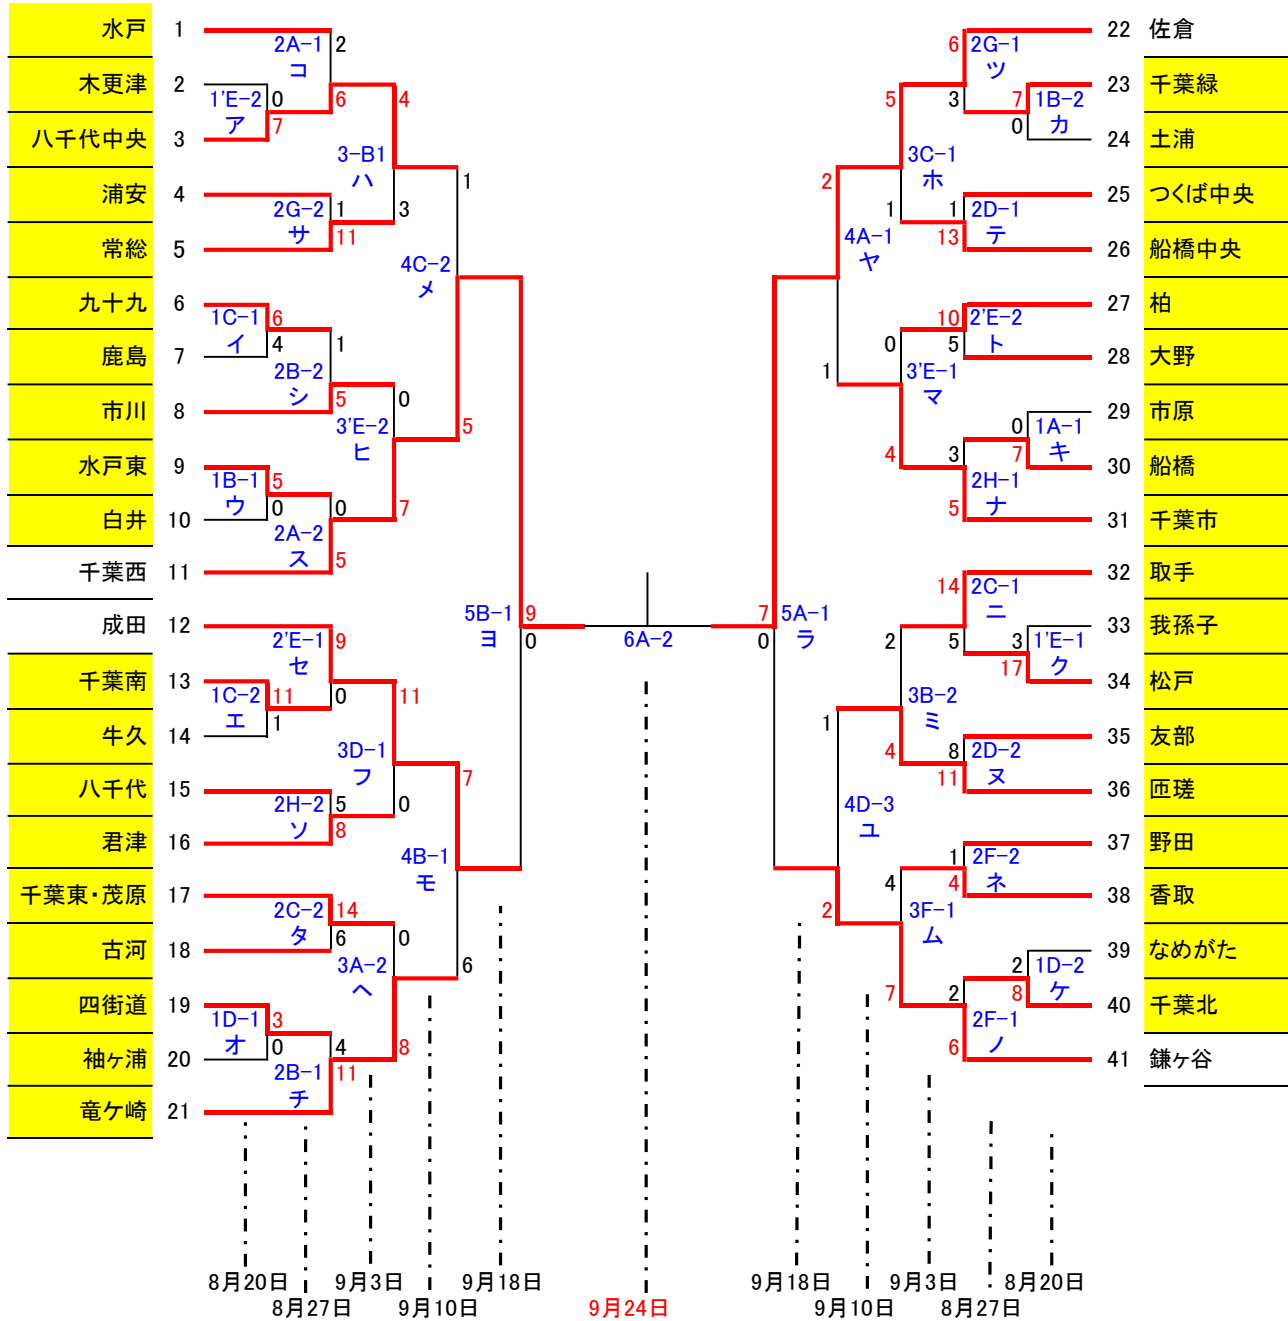 水戸 1
木更津 2
八千代中央 3
浦安 4
常総 5
九十九 6
鹿島 7
市川 8
水戸東 9
白井 10
千葉西 11
成田 12
千葉南 13
牛久 14
八千代 15
君津 16
千葉東・茂原 17
古河 18
四街道 19
袖ヶ浦 20
竜ケ崎 21
1'E-2 0
ア 7
1C-1 6
イ 4
1B-1 5
ウ 0
1C-2 11
エ 1
1D-1 3
オ 0
2A-1 2
コ 6
2G-2 1
サ 11
2B-2 1
シ 5
2A-2 0
ス 5
2'E-1 9
セ 0
2H-2 5
ソ 8
2C-2 14
タ 6
2B-1 4
チ 11
3-B1 4
ハ 3
3'E-2 0
ヒ 7
3D-1 11
フ 0
3A-2 0
ヘ 8
4C-2 1
メ 5
4B-1 7
モ 6
5B-1 9
ヨ 0
6A-2
7 5A-1
0 ラ
2 4A-1
1 ヤ
1 4D-3
2 ユ
5 3C-1
1 ホ
0 3'E-1
4 マ
2 3B-2
4 ミ
4 3F-1
7 ム
6 2G-1
3 ツ
1 2D-1
13 テ
10 2'E-2
5 ト
3 2H-1
5 ナ
14 2C-1
5 ニ
8 2D-2
11 ヌ
1 2F-2
4 ネ
2 2F-1
6 ノ
7 1B-2
0 カ
0 1A-1
7 キ
3 1'E-1
17 ク
2 1D-2
8 ケ
22 佐倉
23 千葉緑
24 土浦
25 つくば中央
26 船橋中央
27 柏
28 大野
29 市原
30 船橋
31 千葉市
32 取手
33 我孫子
34 松戸
35 友部
36 匝瑳
37 野田
38 香取
39 なめがた
40 千葉北
41 鎌ヶ谷
8月20日 9月3日 9月18日 9月18日 9月3日 8月20日
8月27日 9月10日 9月24日 9月10日 8月27日